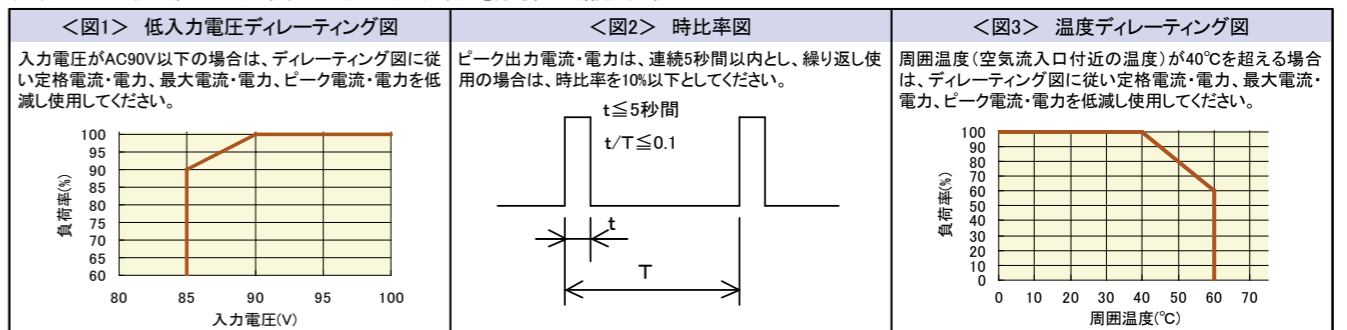 <図1> 低入力電圧ディレーティング図
入力電圧がAC90V以下の場合は、ディレーティング図に従
い定格電流・電力、最大電流・電力、ピーク電流・電力を低
減し使用してください。
100
95
90
85
80
75
70
65
60
負荷率(%)
80 85 90 95 100
入力電圧(V)
<図2> 時比率図
ピーク出力電流・電力は、連続5秒間以内とし、繰り返し使
用の場合は、時比率を10%以下としてください。
t≦5秒間
t/T≦0.1
t
T
<図3> 温度ディレーティング図
周囲温度(空気流入口付近の温度)が40℃を超える場合
は、ディレーティング図に従い定格電流・電力、最大電流・
電力、ピーク電流・電力を低減し使用してください。
100
90
80
70
60
50
40
30
20
10
0
負荷率(%)
0 10 20 30 40 50 60 70
周囲温度(℃)